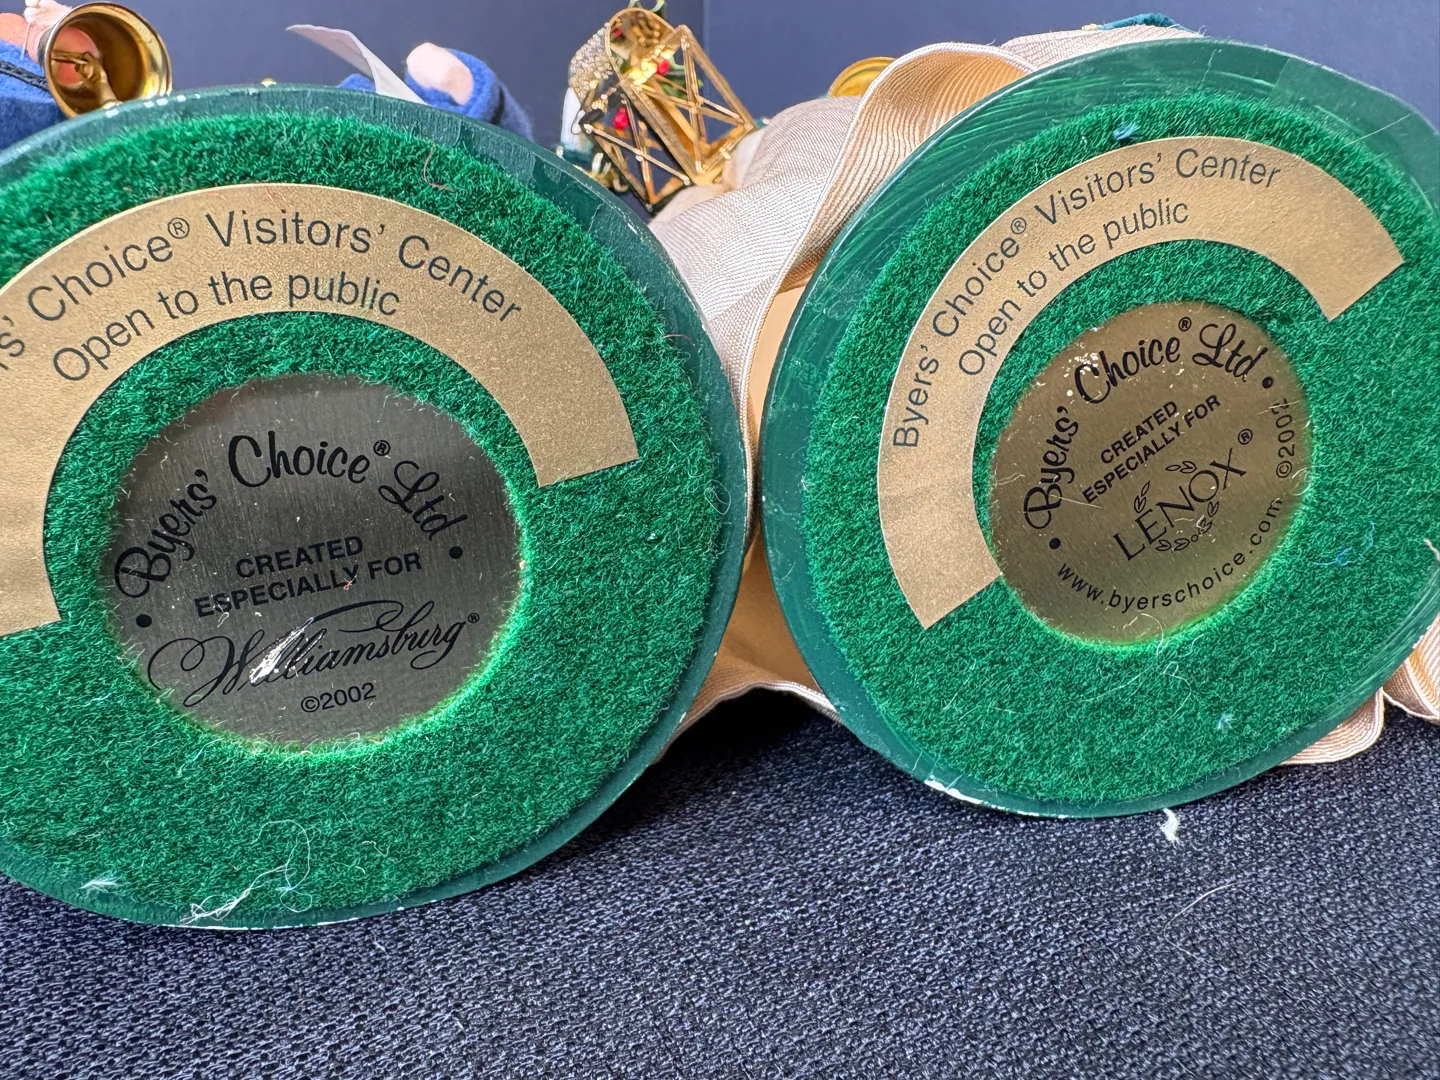 s' Choice® Visitors' Center
Open to the public
Byers' Choice® Ltd
CREATED
ESPECIALLY FOR
Williamsburg®
©2002
Byers' Choice® Visitors' Center
Open to the public
Byers' Choice® Ltd.
CREATED
ESPECIALLY FOR
LENOX®
www.byerschoice.com